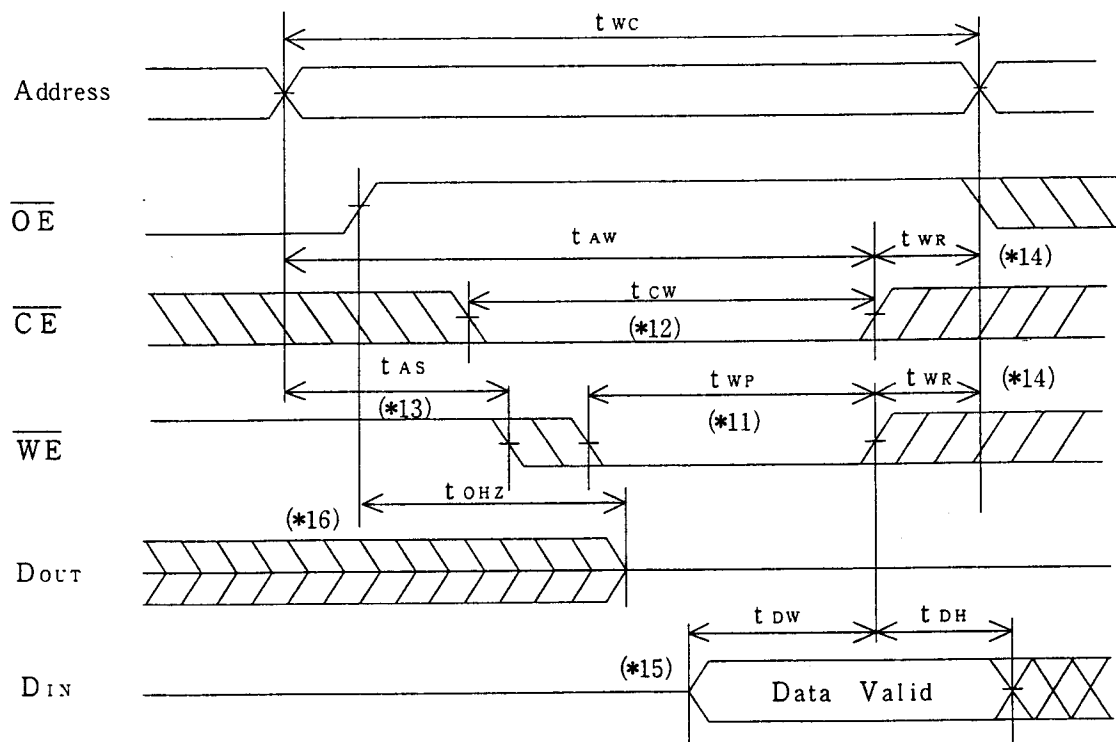 t WC
Address
OE
t AW
t WR
(*14)
CE
t CW
(*12)
t AS
(*13)
t WP
(*11)
t WR
(*14)
WE
t OHZ
(*16)
DOUT
t DW
t DH
(*15)
DIN
Data Valid